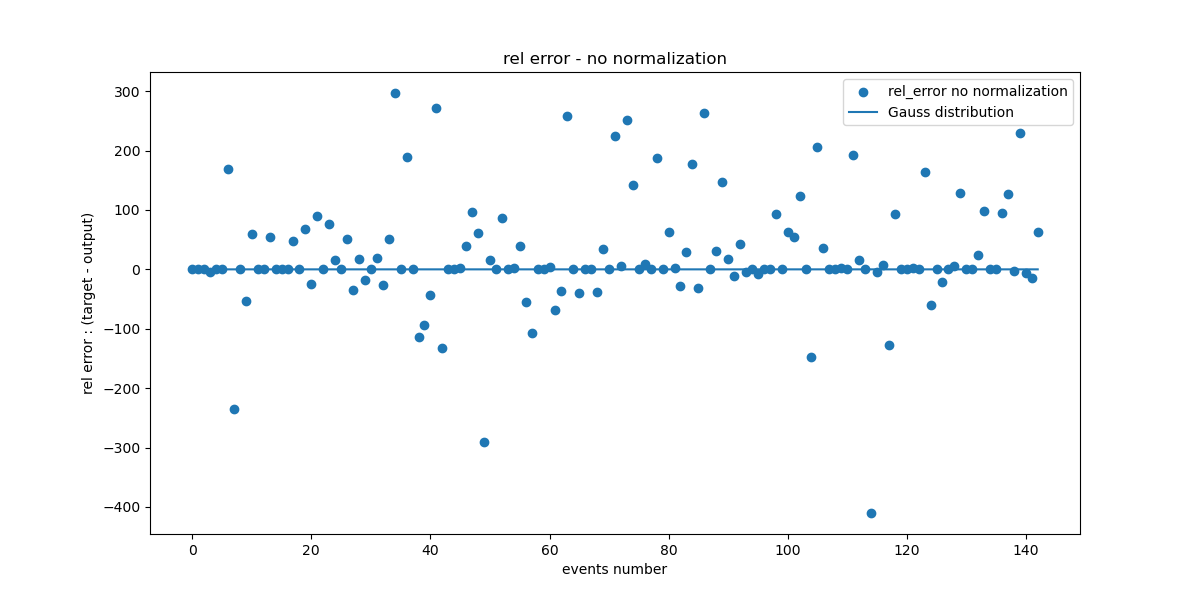 rel error - no normalization
rel_error no normalization
Gauss distribution
300
200
100
0
−100
−200
−300
−400
rel error : (target - output)
0 20 40 60 80 100 120 140
events number